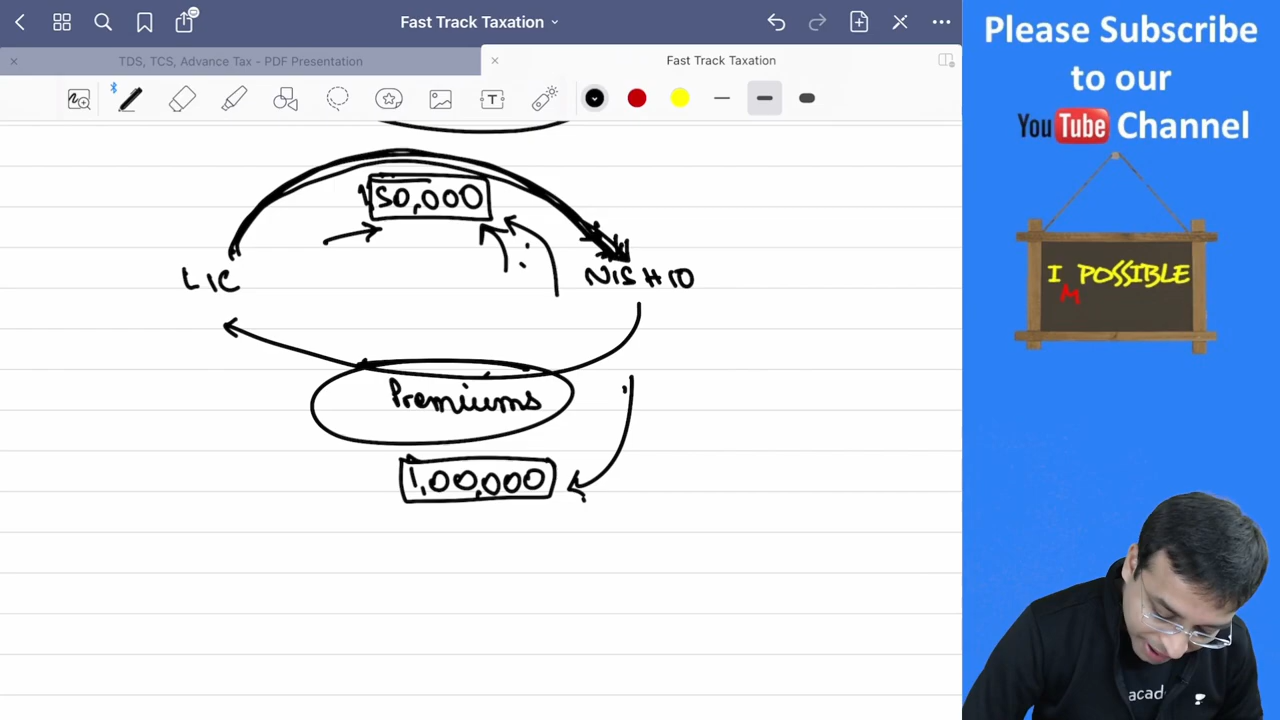 Fast Track Taxation
TDS, TCS, Advance Tax - PDF Presentation
Fast Track Taxation
T
1,50,000
LIC
NISHID
Premiums
1,00,000
Please Subscribe
to our
YouTube Channel
I POSSIBLE
M
acad